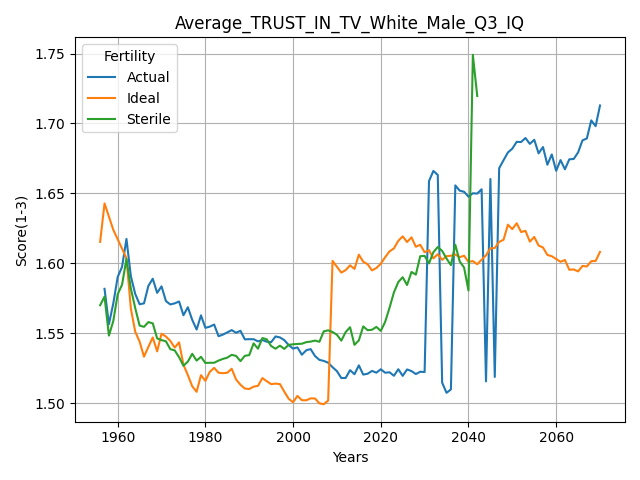 Average_TRUST_IN_TV_White_Male_Q3_IQ
Fertility
Actual
Ideal
Sterile
Score(1-3)
1.75
1.70
1.65
1.60
1.55
1.50
1960
1980
2000
2020
2040
2060
Years